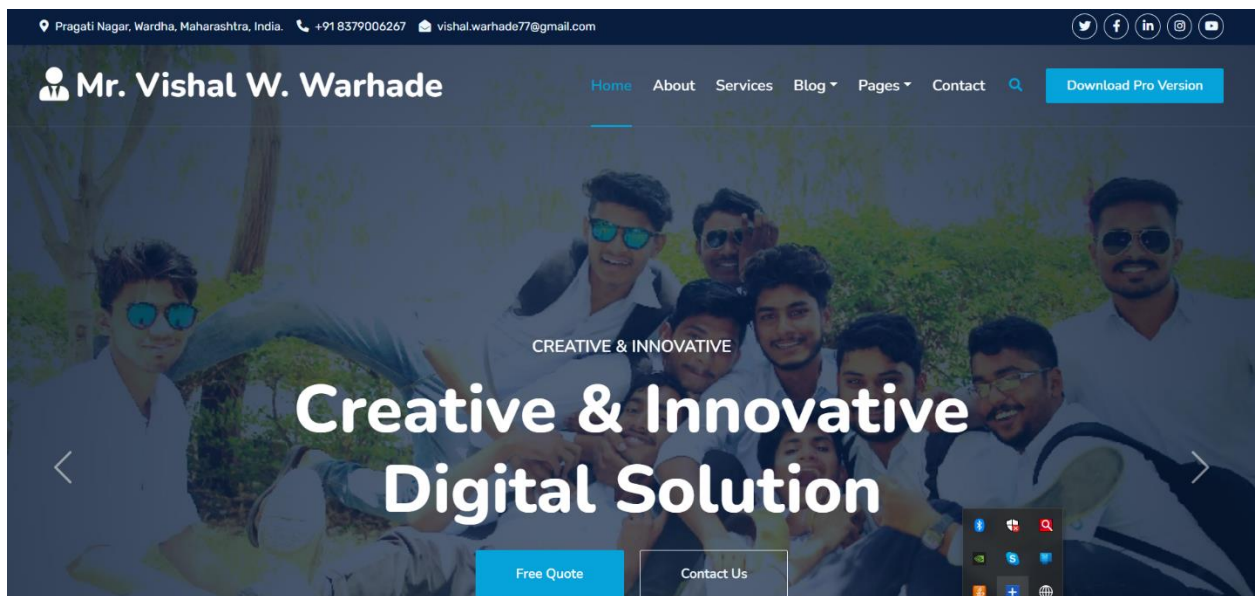 Pragati Nagar, Wardha, Maharashtra, India. +91 8379006267 vishal.warhade77@gmail.com
Mr. Vishal W. Warhade
Home About Services Blog Pages Contact Download Pro Version
CREATIVE & INNOVATIVE
Creative & Innovative
Digital Solution
Free Quote Contact Us